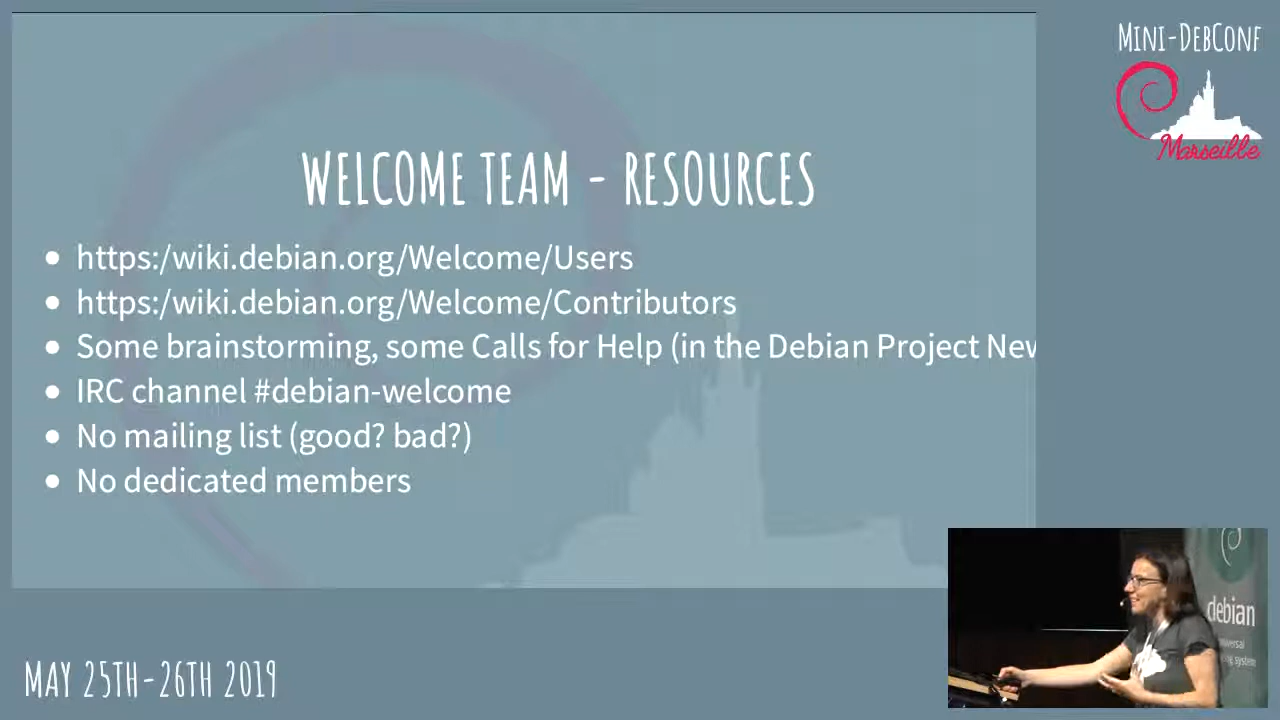 MINI-DEBCONF
Marseille
WELCOME TEAM - RESOURCES
• https:/wiki.debian.org/Welcome/Users
• https:/wiki.debian.org/Welcome/Contributors
• Some brainstorming, some Calls for Help (in the Debian Project New
• IRC channel #debian-welcome
• No mailing list (good? bad?)
• No dedicated members
debian
MAY 25TH-26TH 2019